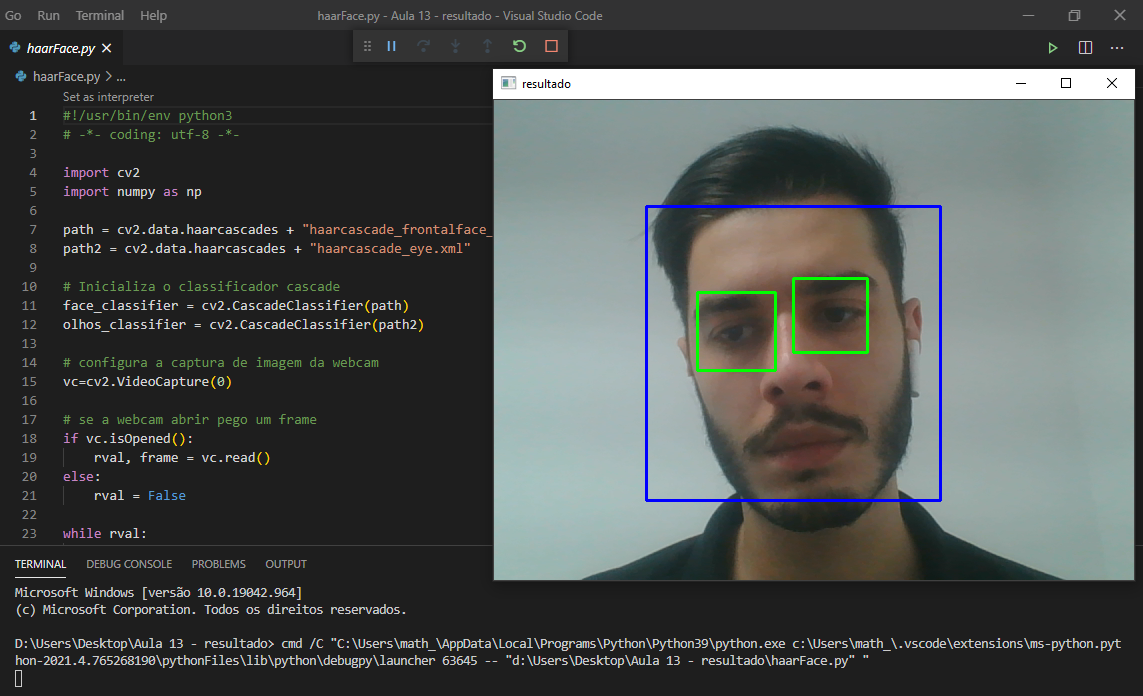 Go Run Terminal Help haarFace.py - Aula 13 - resultado - Visual Studio Code
haarFace.py
haarFace.py > ...
resultado
Set as interpreter
1 #!/usr/bin/env python3
2 # -*- coding: utf-8 -*-
3
4 import cv2
5 import numpy as np
6
7 path = cv2.data.haarcascades + "haarcascade_frontalface_
8 path2 = cv2.data.haarcascades + "haarcascade_eye.xml"
9
10 # Inicializa o classificador cascade
11 face_classifier = cv2.CascadeClassifier(path)
12 olhos_classifier = cv2.CascadeClassifier(path2)
13
14 # configura a captura de imagem da webcam
15 vc=cv2.VideoCapture(0)
16
17 # se a webcam abrir pego um frame
18 if vc.isOpened():
19 rval, frame = vc.read()
20 else:
21 rval = False
22
23 while rval:
TERMINAL DEBUG CONSOLE PROBLEMS OUTPUT
Microsoft Windows [versão 10.0.19042.964]
(c) Microsoft Corporation. Todos os direitos reservados.
D:\Users\Desktop\Aula 13 - resultado> cmd /C "C:\Users\math_\AppData\Local\Programs\Python\Python39\python.exe c:\Users\math_\.vscode\extensions\ms-python.pyt
hon-2021.4.765268190\pythonFiles\lib\python\debugpy\launcher 63645 -- "d:\Users\Desktop\Aula 13 - resultado\haarFace.py" "